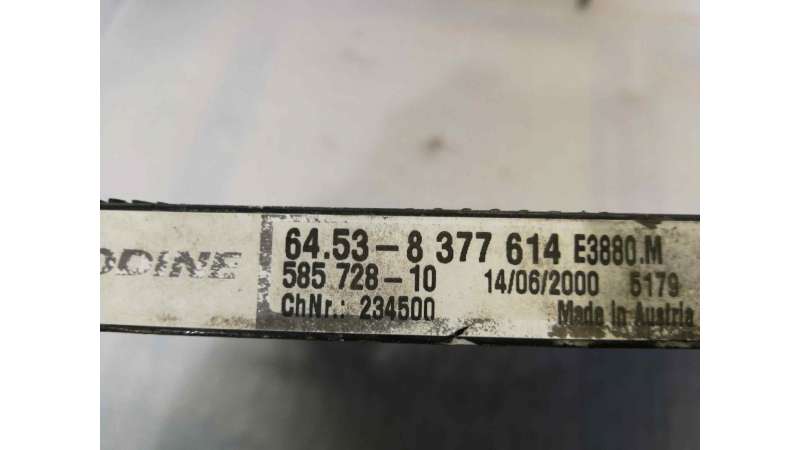 ODINE
64.53-8 377 614 E3880.M
585 728-10 14/06/2000 5179
ChNr.: 234500 Made in Austria